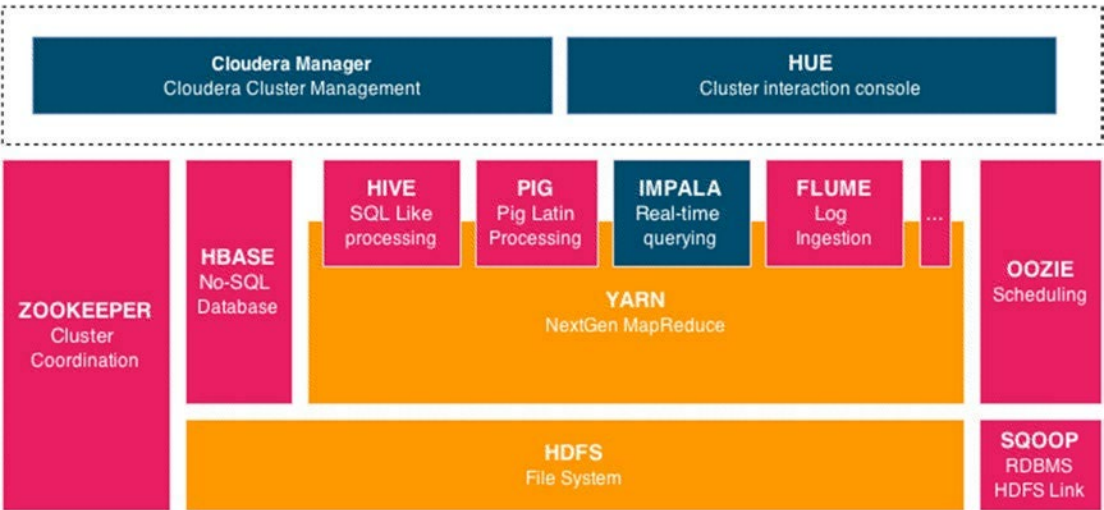 Cloudera Manager
Cloudera Cluster Management
HUE
Cluster interaction console
ZOOKEEPER
Cluster
Coordination
HBASE
No-SQL
Database
HIVE
SQL Like
processing
PIG
Pig Latin
Processing
IMPALA
Real-time
querying
FLUME
Log
Ingestion
...
YARN
NextGen MapReduce
OOZIE
Scheduling
HDFS
File System
SQOOP
RDBMS
HDFS Link